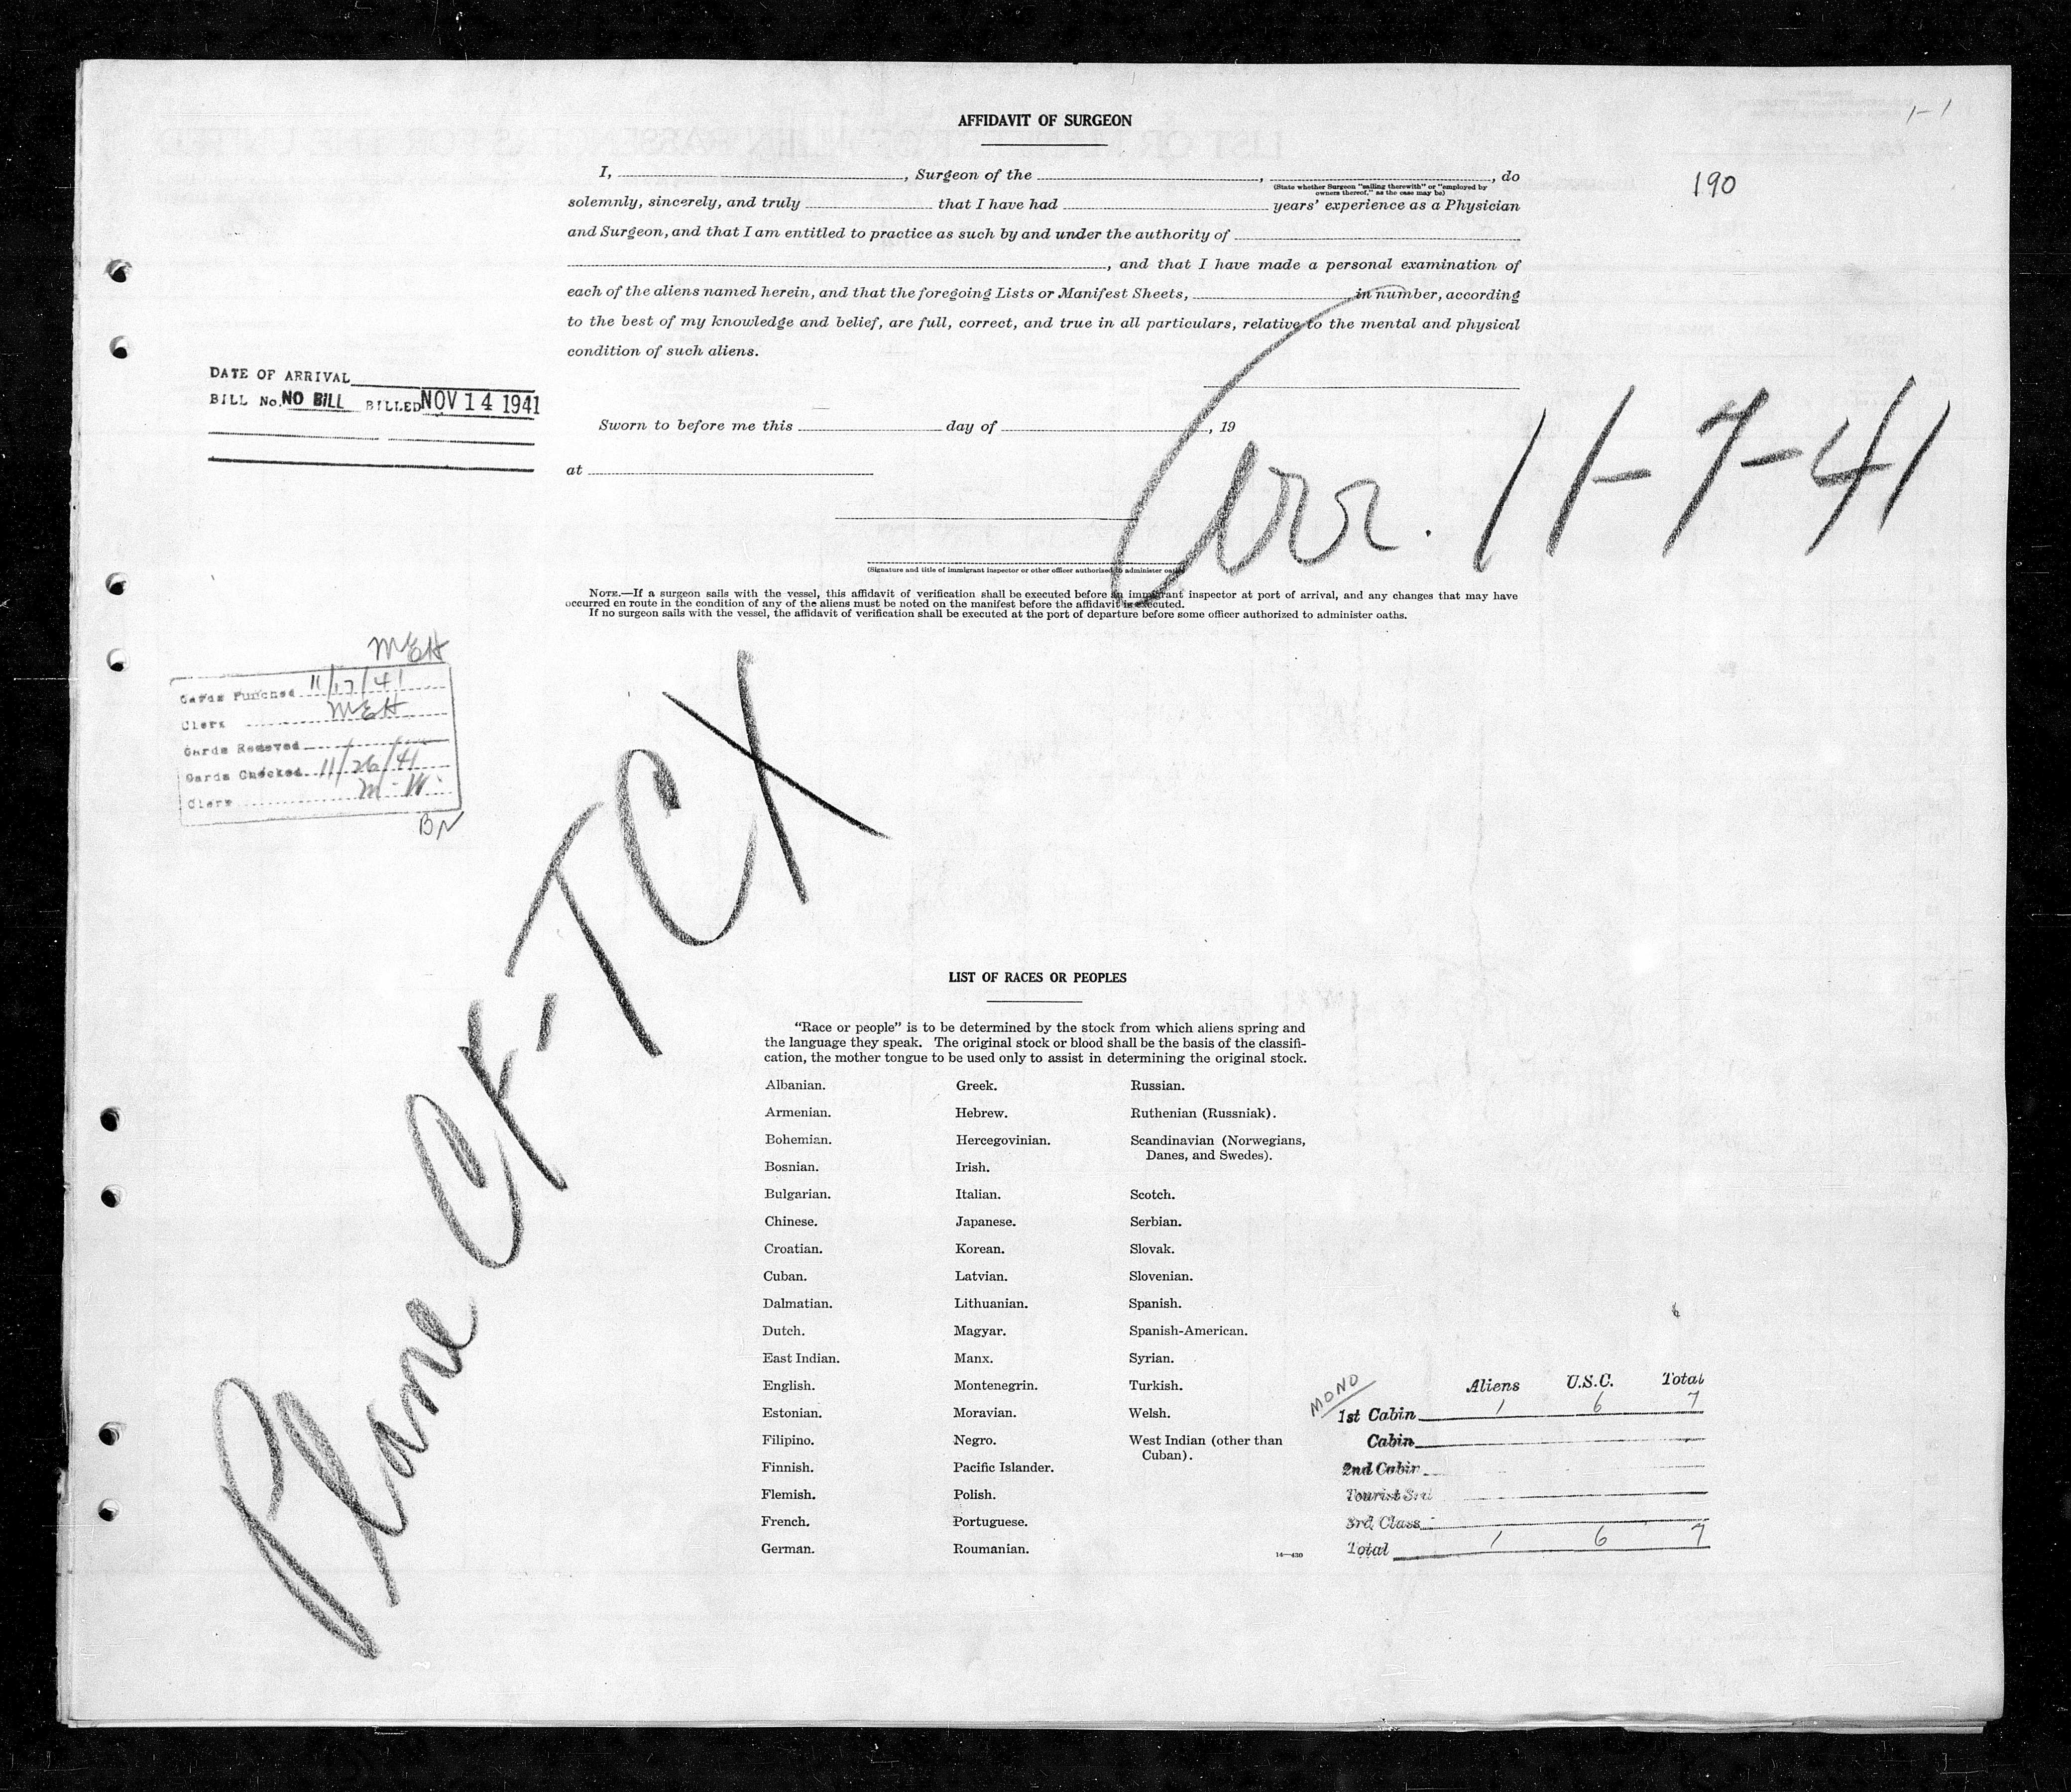 1-1
190
AFFIDAVIT OF SURGEON
I, , Surgeon of the , , do
(State whether Surgeon "sailing therewith" or "employed by
owners thereof," as the case may be)
solemnly, sincerely, and truly that I have had years' experience as a Physician
and Surgeon, and that I am entitled to practice as such by and under the authority of
, and that I have made a personal examination of
each of the aliens named herein, and that the foregoing Lists or Manifest Sheets, in number, according
to the best of my knowledge and belief, are full, correct, and true in all particulars, relative to the mental and physical
condition of such aliens.
DATE OF ARRIVAL
BILL No. NO BILL BILLED NOV 14 1941
Sworn to before me this day of , 19
at
Arr. 11-7-41
(Signature and title of immigrant inspector or other officer authorized to administer oaths)
NOTE.—If a surgeon sails with the vessel, this affidavit of verification shall be executed before an immigrant inspector at port of arrival, and any changes that may have
occurred en route in the condition of any of the aliens must be noted on the manifest before the affidavit is executed.
If no surgeon sails with the vessel, the affidavit of verification shall be executed at the port of departure before some officer authorized to administer oaths.
MEH
Cards Punched 11/17/41
Clerk MEH
Cards Removed
Cards Checked 11/26/41
Clerk M-W
BN
Plane CF-TCX
LIST OF RACES OR PEOPLES
"Race or people" is to be determined by the stock from which aliens spring and
the language they speak. The original stock or blood shall be the basis of the classifi-
cation, the mother tongue to be used only to assist in determining the original stock.
Albanian.
Armenian.
Bohemian.
Bosnian.
Bulgarian.
Chinese.
Croatian.
Cuban.
Dalmatian.
Dutch.
East Indian.
English.
Estonian.
Filipino.
Finnish.
Flemish.
French.
German.
Greek.
Hebrew.
Hercegovinian.
Irish.
Italian.
Japanese.
Korean.
Latvian.
Lithuanian.
Magyar.
Manx.
Montenegrin.
Moravian.
Negro.
Pacific Islander.
Polish.
Portuguese.
Roumanian.
Russian.
Ruthenian (Russniak).
Scandinavian (Norwegians,
Danes, and Swedes).
Scotch.
Serbian.
Slovak.
Slovenian.
Spanish.
Spanish-American.
Syrian.
Turkish.
Welsh.
West Indian (other than
Cuban).
14—430
MONO
Aliens U.S.C. Total
1st Cabin 1 6 7
Cabin
2nd Cabin
Tourist
3rd Class
Total 1 6 7